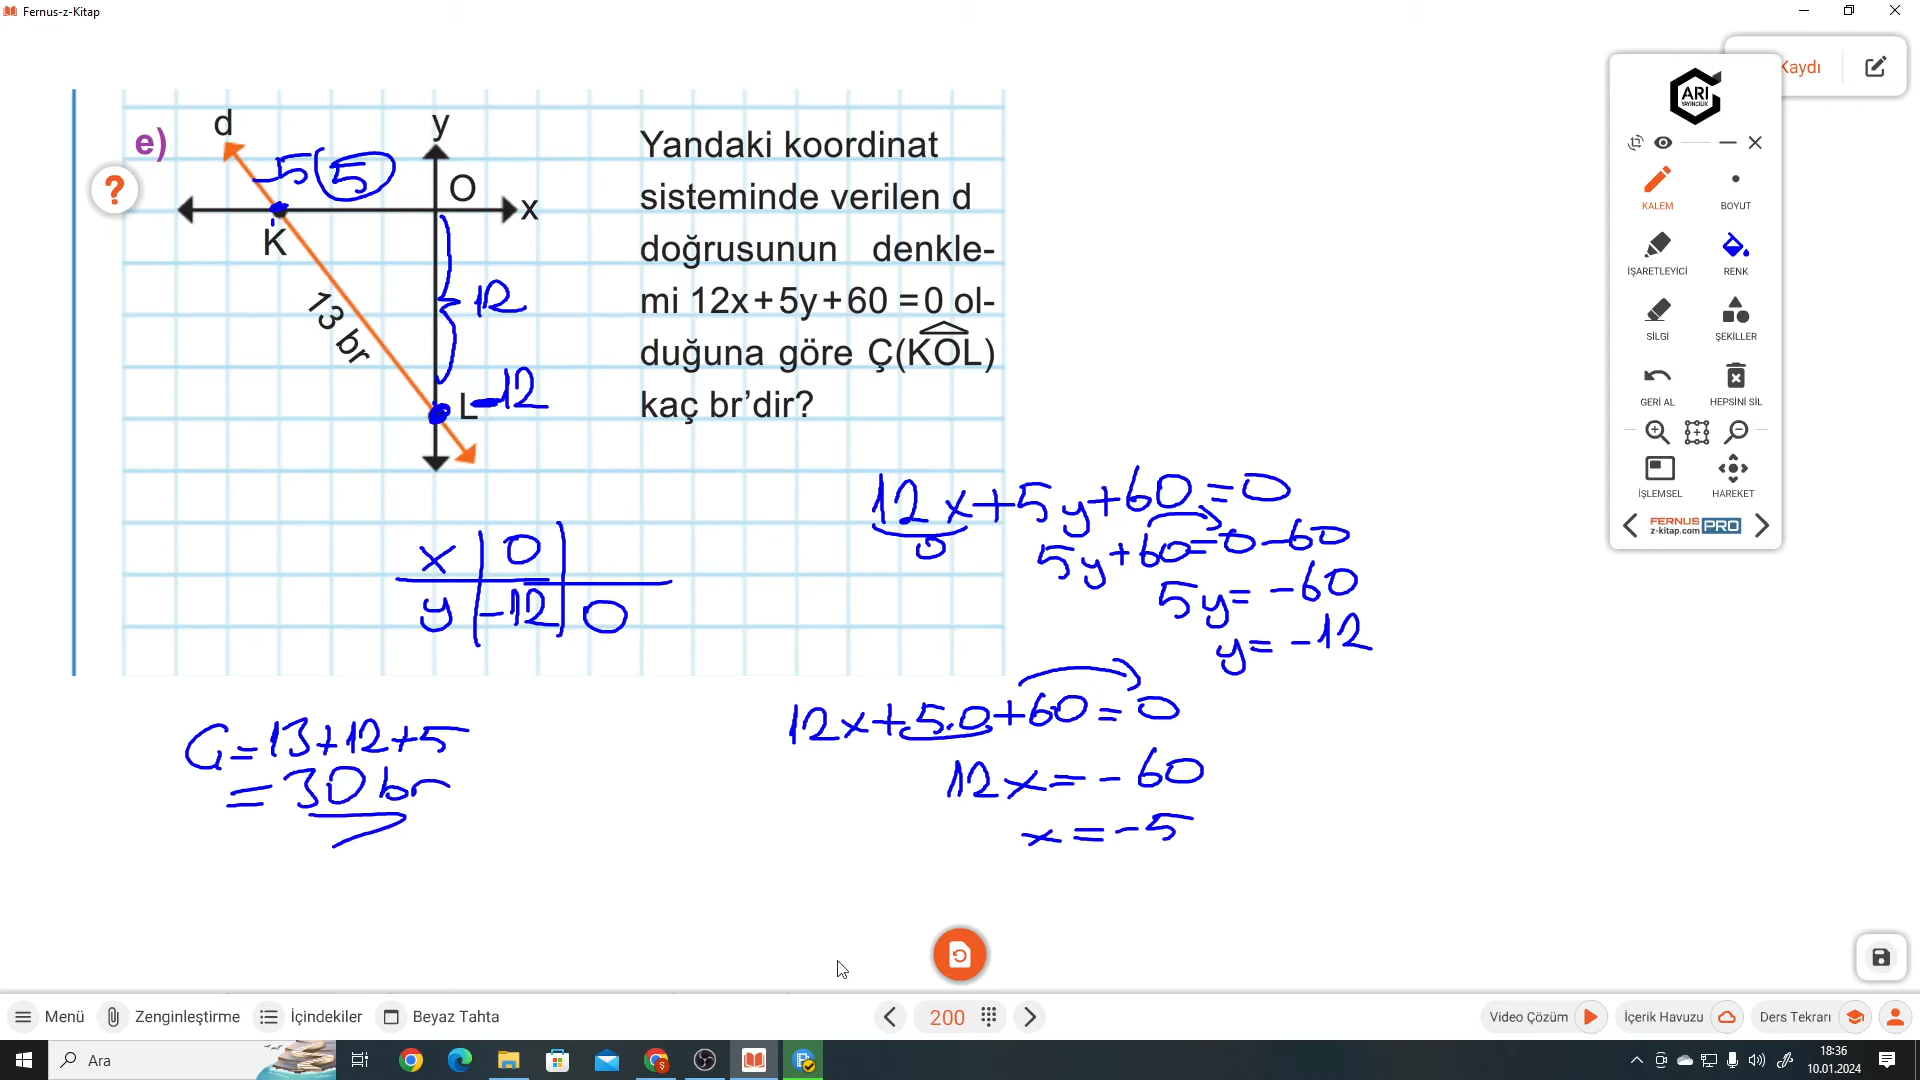 Fernus-z-Kitap
Kaydı
ARI
YAYINCILIK
KALEM
BOYUT
İŞARETLEYİCİ
RENK
SİLGİ
ŞEKİLLER
GERİ AL
HEPSİNİ SİL
İŞLEMSEL
HAREKET
FERNUS
z-kitap.com
PRO
e)
d
y
-5
5
O
x
K
12
13 br
L
-12
Yandaki koordinat
sisteminde verilen d
doğrusunun denkle-
mi 12x+5y+60 =0 ol-
duğuna göre Ç(KOL)
kaç br'dir?
12x+5y+60=0
0
5y+60=0-60
5y=-60
y=-12
x 0
y -12 0
12x+5.0+60=0
12x=-60
x=-5
Ç=13+12+5
=30br
Menü
Zenginleştirme
İçindekiler
Beyaz Tahta
200
Video Çözüm
İçerik Havuzu
Ders Tekrarı
Ara
18:36
10.01.2024